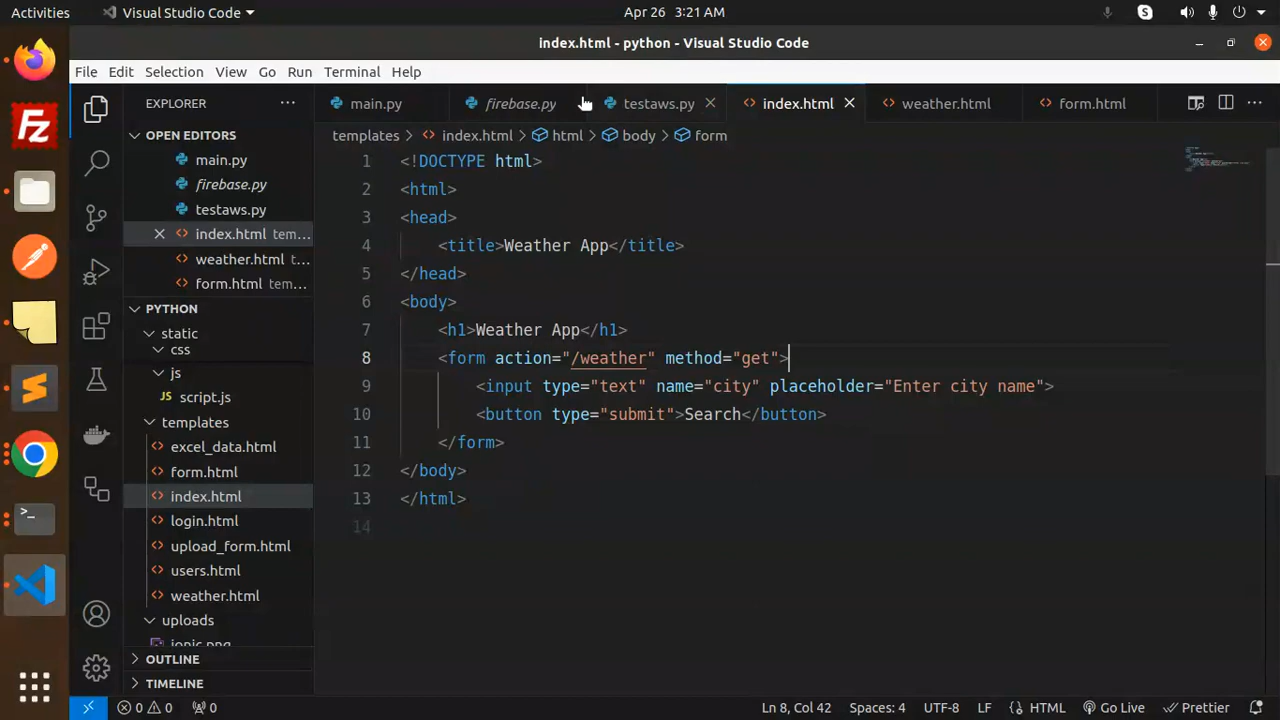 Activities
Visual Studio Code
Apr 26 3:21 AM
index.html - python - Visual Studio Code
File Edit Selection View Go Run Terminal Help
EXPLORER
main.py
firebase.py
testaws.py
index.html
weather.html
form.html
OPEN EDITORS
main.py
firebase.py
testaws.py
index.html tem...
weather.html t...
form.html tem...
PYTHON
static
css
js
JS script.js
templates
excel_data.html
form.html
index.html
login.html
upload_form.html
users.html
weather.html
uploads
ionic.png
OUTLINE
TIMELINE
templates > index.html > html > body > form
1 <!DOCTYPE html>
2 <html>
3 <head>
4 <title>Weather App</title>
5 </head>
6 <body>
7 <h1>Weather App</h1>
8 <form action="/weather" method="get">
9 <input type="text" name="city" placeholder="Enter city name">
10 <button type="submit">Search</button>
11 </form>
12 </body>
13 </html>
14
0 0 0
Ln 8, Col 42 Spaces: 4 UTF-8 LF HTML Go Live Prettier